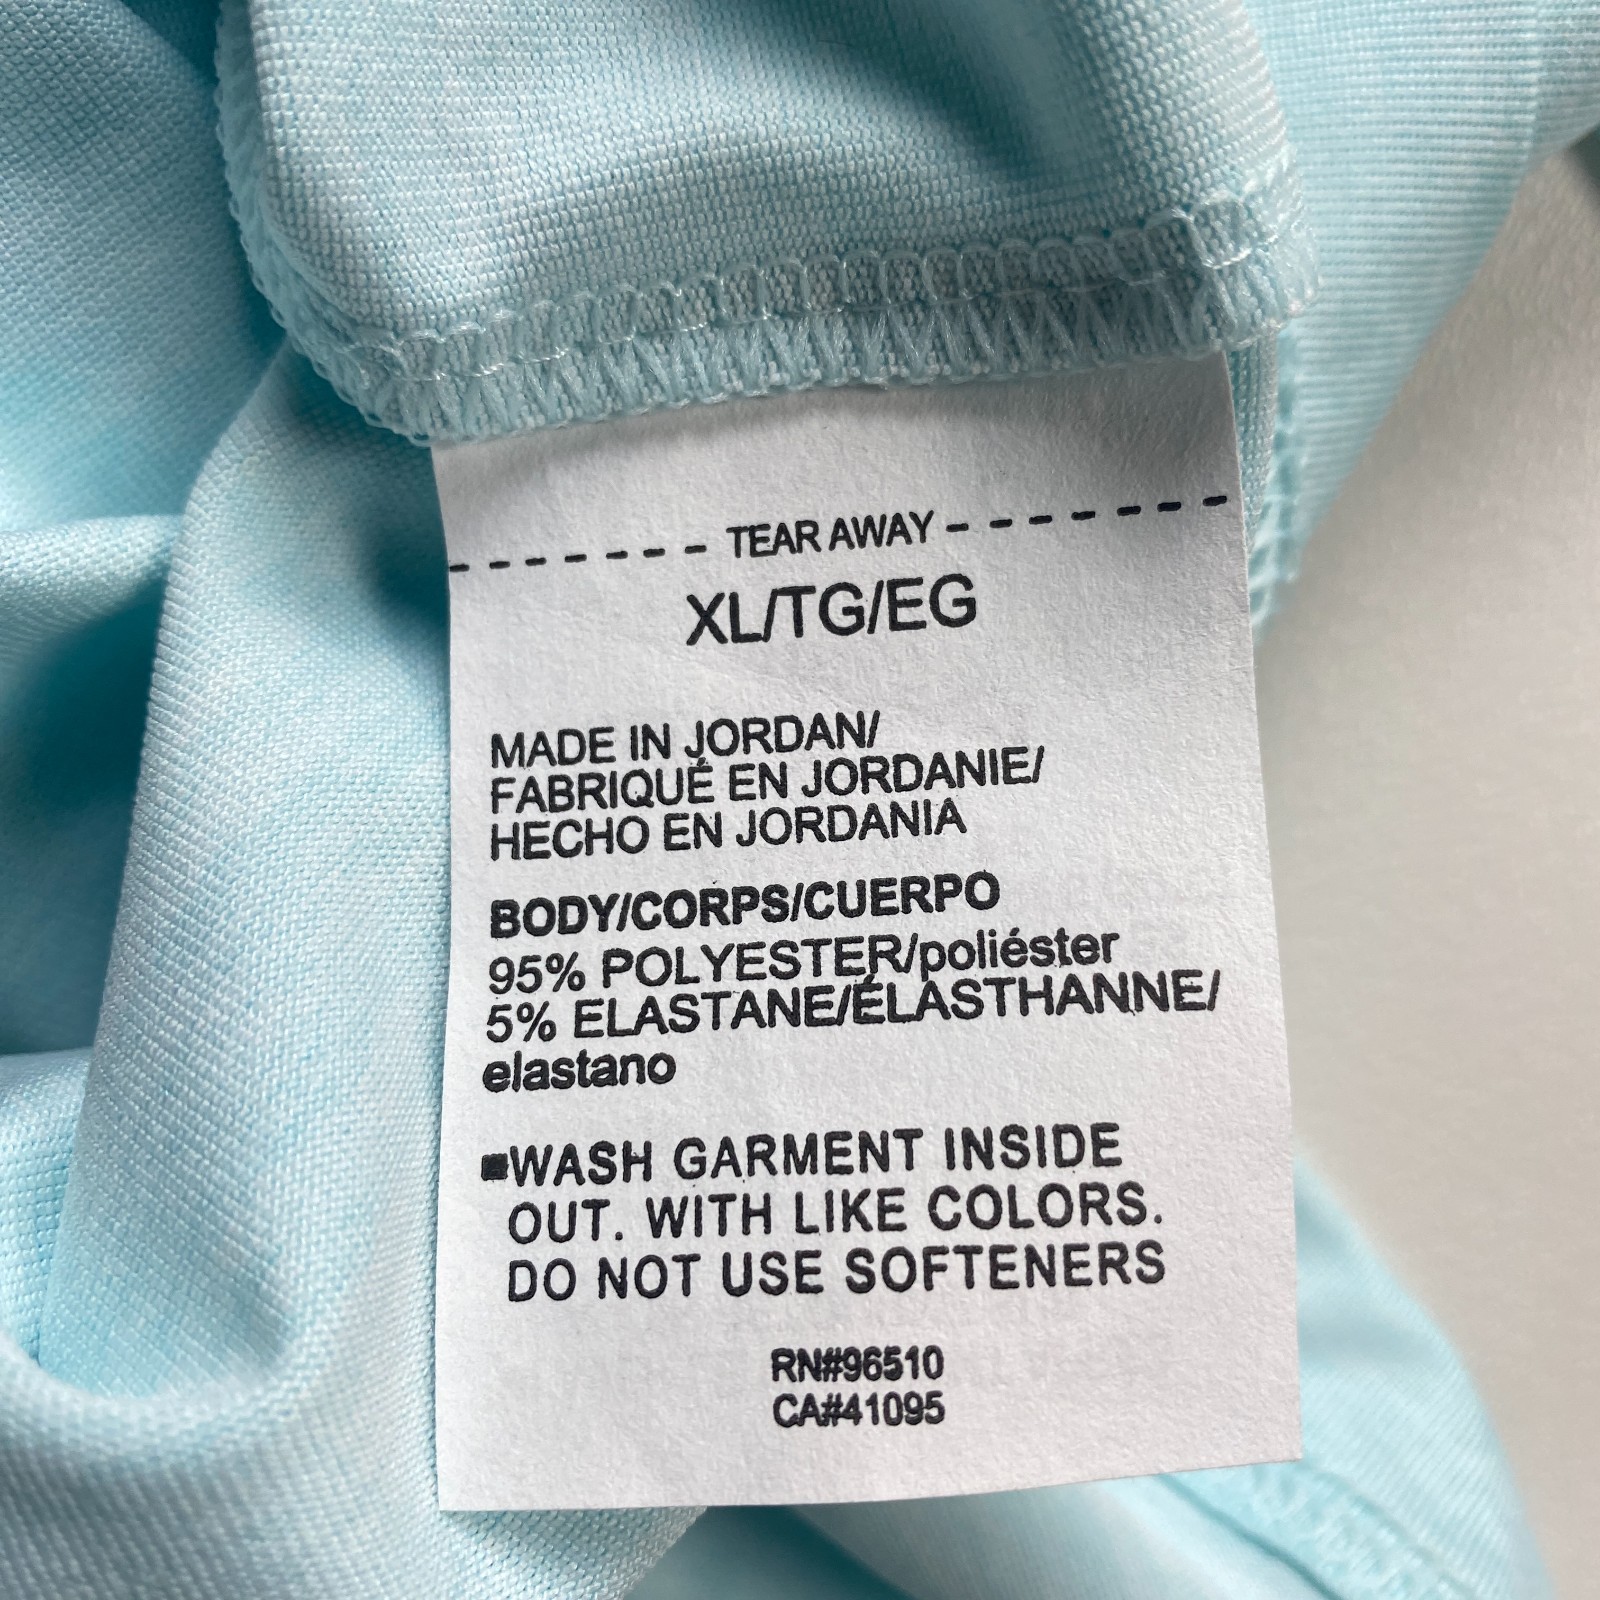 TEAR AWAY
XL/TG/EG
MADE IN JORDAN/
FABRIQUÉ EN JORDANIE/
HECHO EN JORDANIA
BODY/CORPS/CUERPO
95% POLYESTER/poliéster
5% ELASTANE/ÉLASTHANNE/
elastano
■WASH GARMENT INSIDE
OUT. WITH LIKE COLORS.
DO NOT USE SOFTENERS
RN#96510
CA#41095